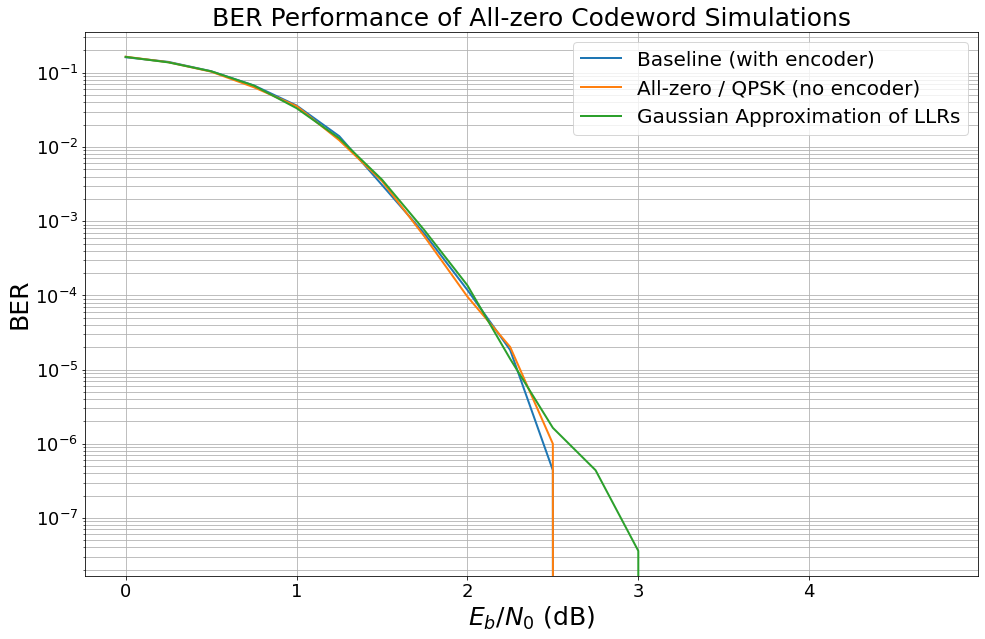 BER Performance of All-zero Codeword Simulations
Baseline (with encoder)
All-zero / QPSK (no encoder)
Gaussian Approximation of LLRs
BER
10⁻¹
10⁻²
10⁻³
10⁻⁴
10⁻⁵
10⁻⁶
10⁻⁷
0 1 2 3 4
E_b/N_0 (dB)